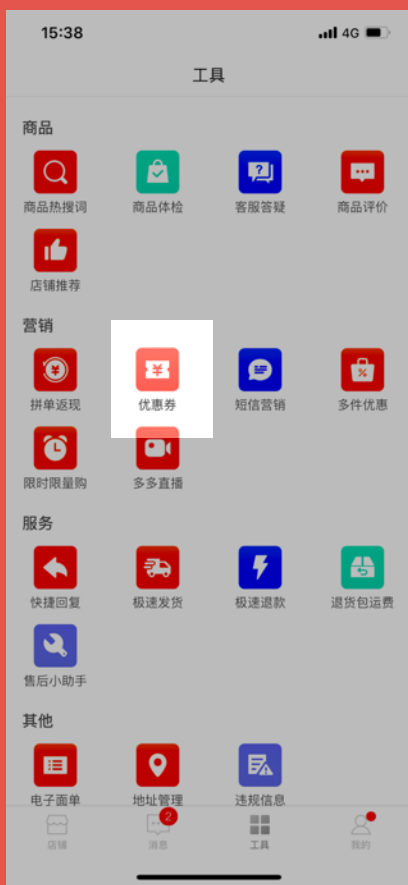 15:38 4G
工具
商品
商品热搜词 商品体检 客服答疑 商品评价
店铺推荐
营销
拼单返现 优惠券 短信营销 多件优惠
限时限量购 多多直播
服务
快捷回复 极速发货 极速退款 退货包运费
售后小助手
其他
电子面单 地址管理 违规信息
2
店铺 消息 工具 我的